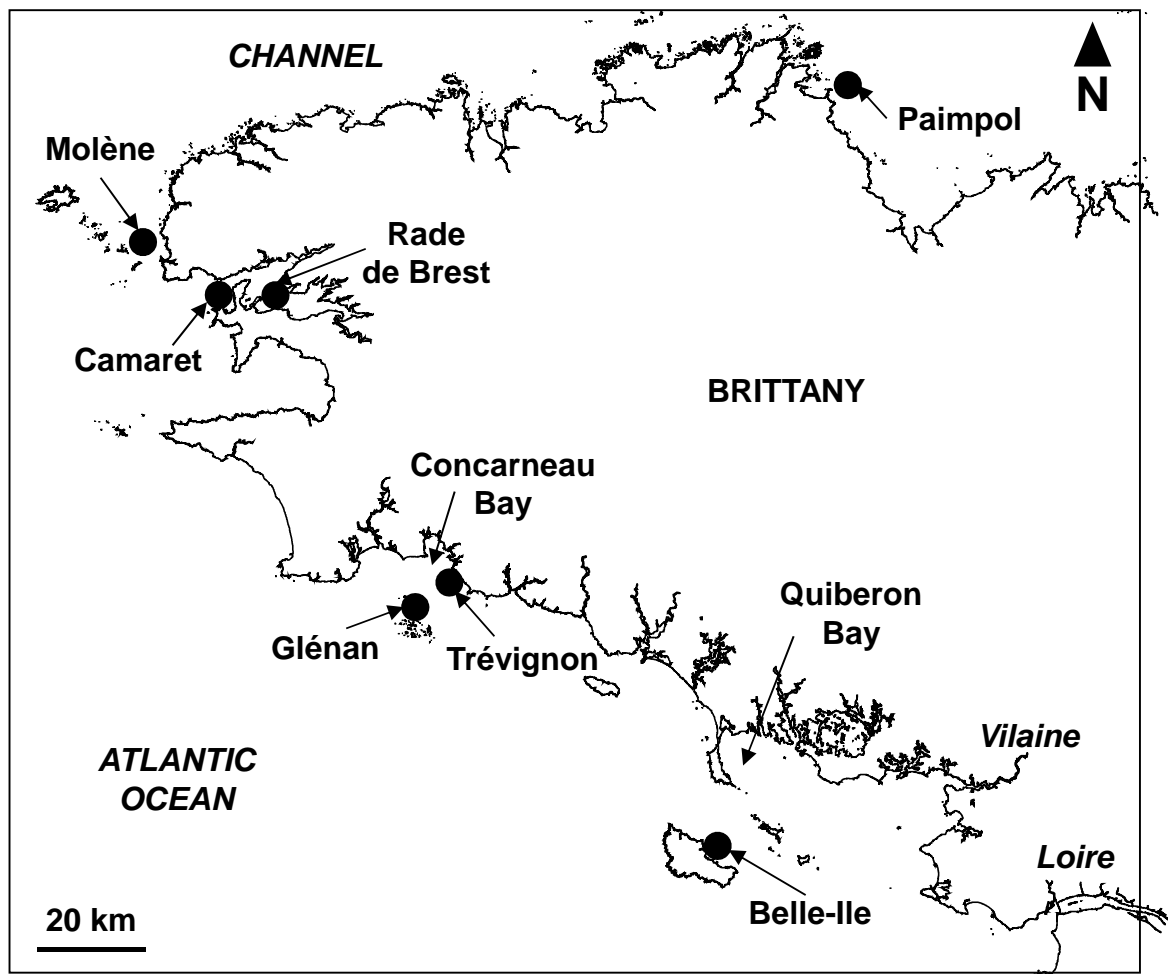 CHANNEL
N
Paimpol
Molène
Rade
de Brest
Camaret
BRITTANY
Concarneau
Bay
Quiberon
Bay
Glénan
Trévignon
Vilaine
ATLANTIC
OCEAN
Loire
Belle-Ile
20 km